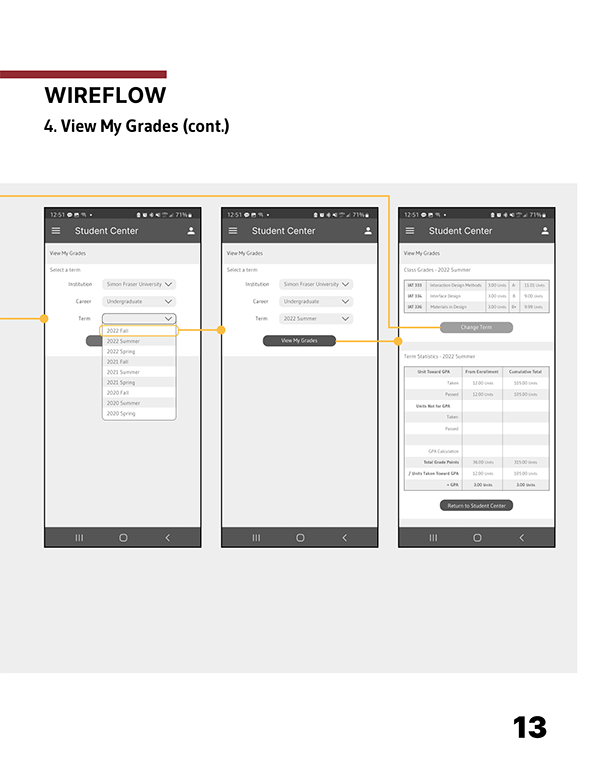 WIREFLOW
4. View My Grades (cont.)
12:51 71%
Student Center
View My Grades
Select a term
Institution Simon Fraser University
Career Undergraduate
Term
2022 Fall
2022 Summer
2022 Spring
2021 Fall
2021 Summer
2021 Spring
2020 Fall
2020 Summer
2020 Spring
12:51 71%
Student Center
View My Grades
Select a term
Institution Simon Fraser University
Career Undergraduate
Term 2022 Summer
View My Grades
12:51 71%
Student Center
View My Grades
Class Grades - 2022 Summer
IAT 333 Interaction Design Methods 3.00 Units A-
IAT 334 Interface Design 3.00 Units B 9.00 Units
Materials in Design 3.00 Units B+ 9.99 Units
Change Term
Term Statistics - 2022 Summer
Unit Toward GPA From Enrollment Cumulative Total
Taken 12.00 Units 105.00 Units
Passed 12.00 Units 105.00 Units
Units Not for GPA
Taken
Passed
GPA Calculation
Total Grade Points 36.00 Units 315.00 Units
/ Units Taken Toward GPA 12.00 Units 105.00 Units
= GPA 3.00 Units 3.00 Units
Return to Student Center
13